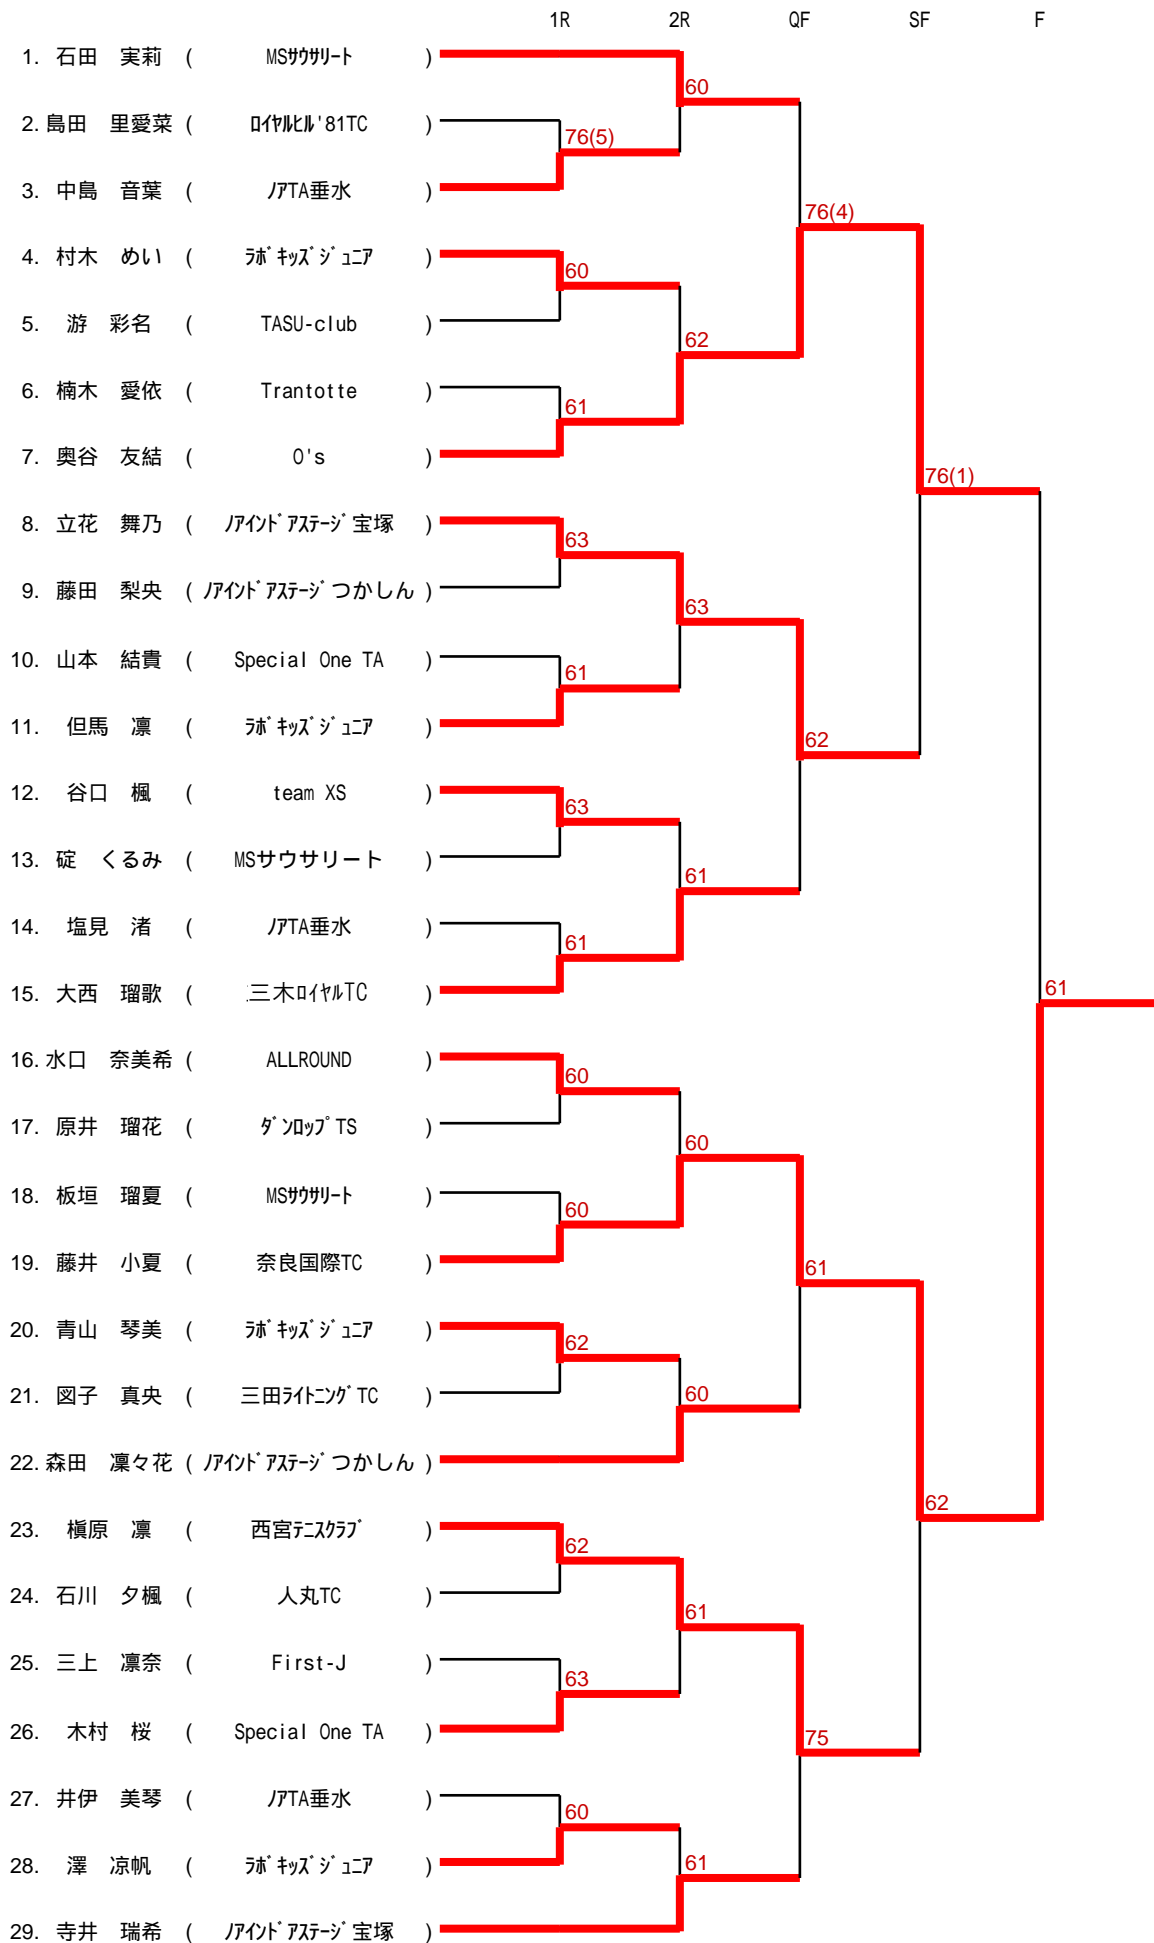 1R 2R QF SF F
1. 石田 実莉 ( MSｻｳｻﾘｰﾄ )
60
2. 島田 里愛菜 ( ﾛｲﾔﾙﾋﾙ'81TC )
76(5)
3. 中島 音葉 ( ﾉｱTA垂水 )
76(4)
4. 村木 めい ( ﾗﾎﾞｷｯｽﾞｼﾞｭﾆｱ )
60
5. 游 彩名 ( TASU-club )
62
6. 楠木 愛依 ( Trantotte )
61
7. 奥谷 友結 ( O's )
76(1)
8. 立花 舞乃 ( ﾉｱｲﾝﾄﾞｱｽﾃｰｼﾞ宝塚 )
63
9. 藤田 梨央 ( ﾉｱｲﾝﾄﾞｱｽﾃｰｼﾞつかしん )
63
10. 山本 結貴 ( Special One TA )
61
11. 但馬 凛 ( ﾗﾎﾞｷｯｽﾞｼﾞｭﾆｱ )
62
12. 谷口 楓 ( team XS )
63
13. 碇 くるみ ( MSサウサリート )
61
14. 塩見 渚 ( ﾉｱTA垂水 )
61
15. 大西 瑠歌 ( 三木ﾛｲﾔﾙTC )
61
16. 水口 奈美希 ( ALLROUND )
60
17. 原井 瑠花 ( ﾀﾞﾝﾛｯﾌﾟTS )
60
18. 板垣 瑠夏 ( MSｻｳｻﾘｰﾄ )
60
19. 藤井 小夏 ( 奈良国際TC )
61
20. 青山 琴美 ( ﾗﾎﾞｷｯｽﾞｼﾞｭﾆｱ )
62
21. 図子 真央 ( 三田ﾗｲﾄﾆﾝｸﾞTC )
60
22. 森田 凜々花 ( ﾉｱｲﾝﾄﾞｱｽﾃｰｼﾞつかしん )
62
23. 槇原 凛 ( 西宮ﾃﾆｽｸﾗﾌﾞ )
62
24. 石川 夕楓 ( 人丸TC )
61
25. 三上 凛奈 ( First-J )
63
26. 木村 桜 ( Special One TA )
75
27. 井伊 美琴 ( ﾉｱTA垂水 )
60
28. 澤 凉帆 ( ﾗﾎﾞｷｯｽﾞｼﾞｭﾆｱ )
61
29. 寺井 瑞希 ( ﾉｱｲﾝﾄﾞｱｽﾃｰｼﾞ宝塚 )